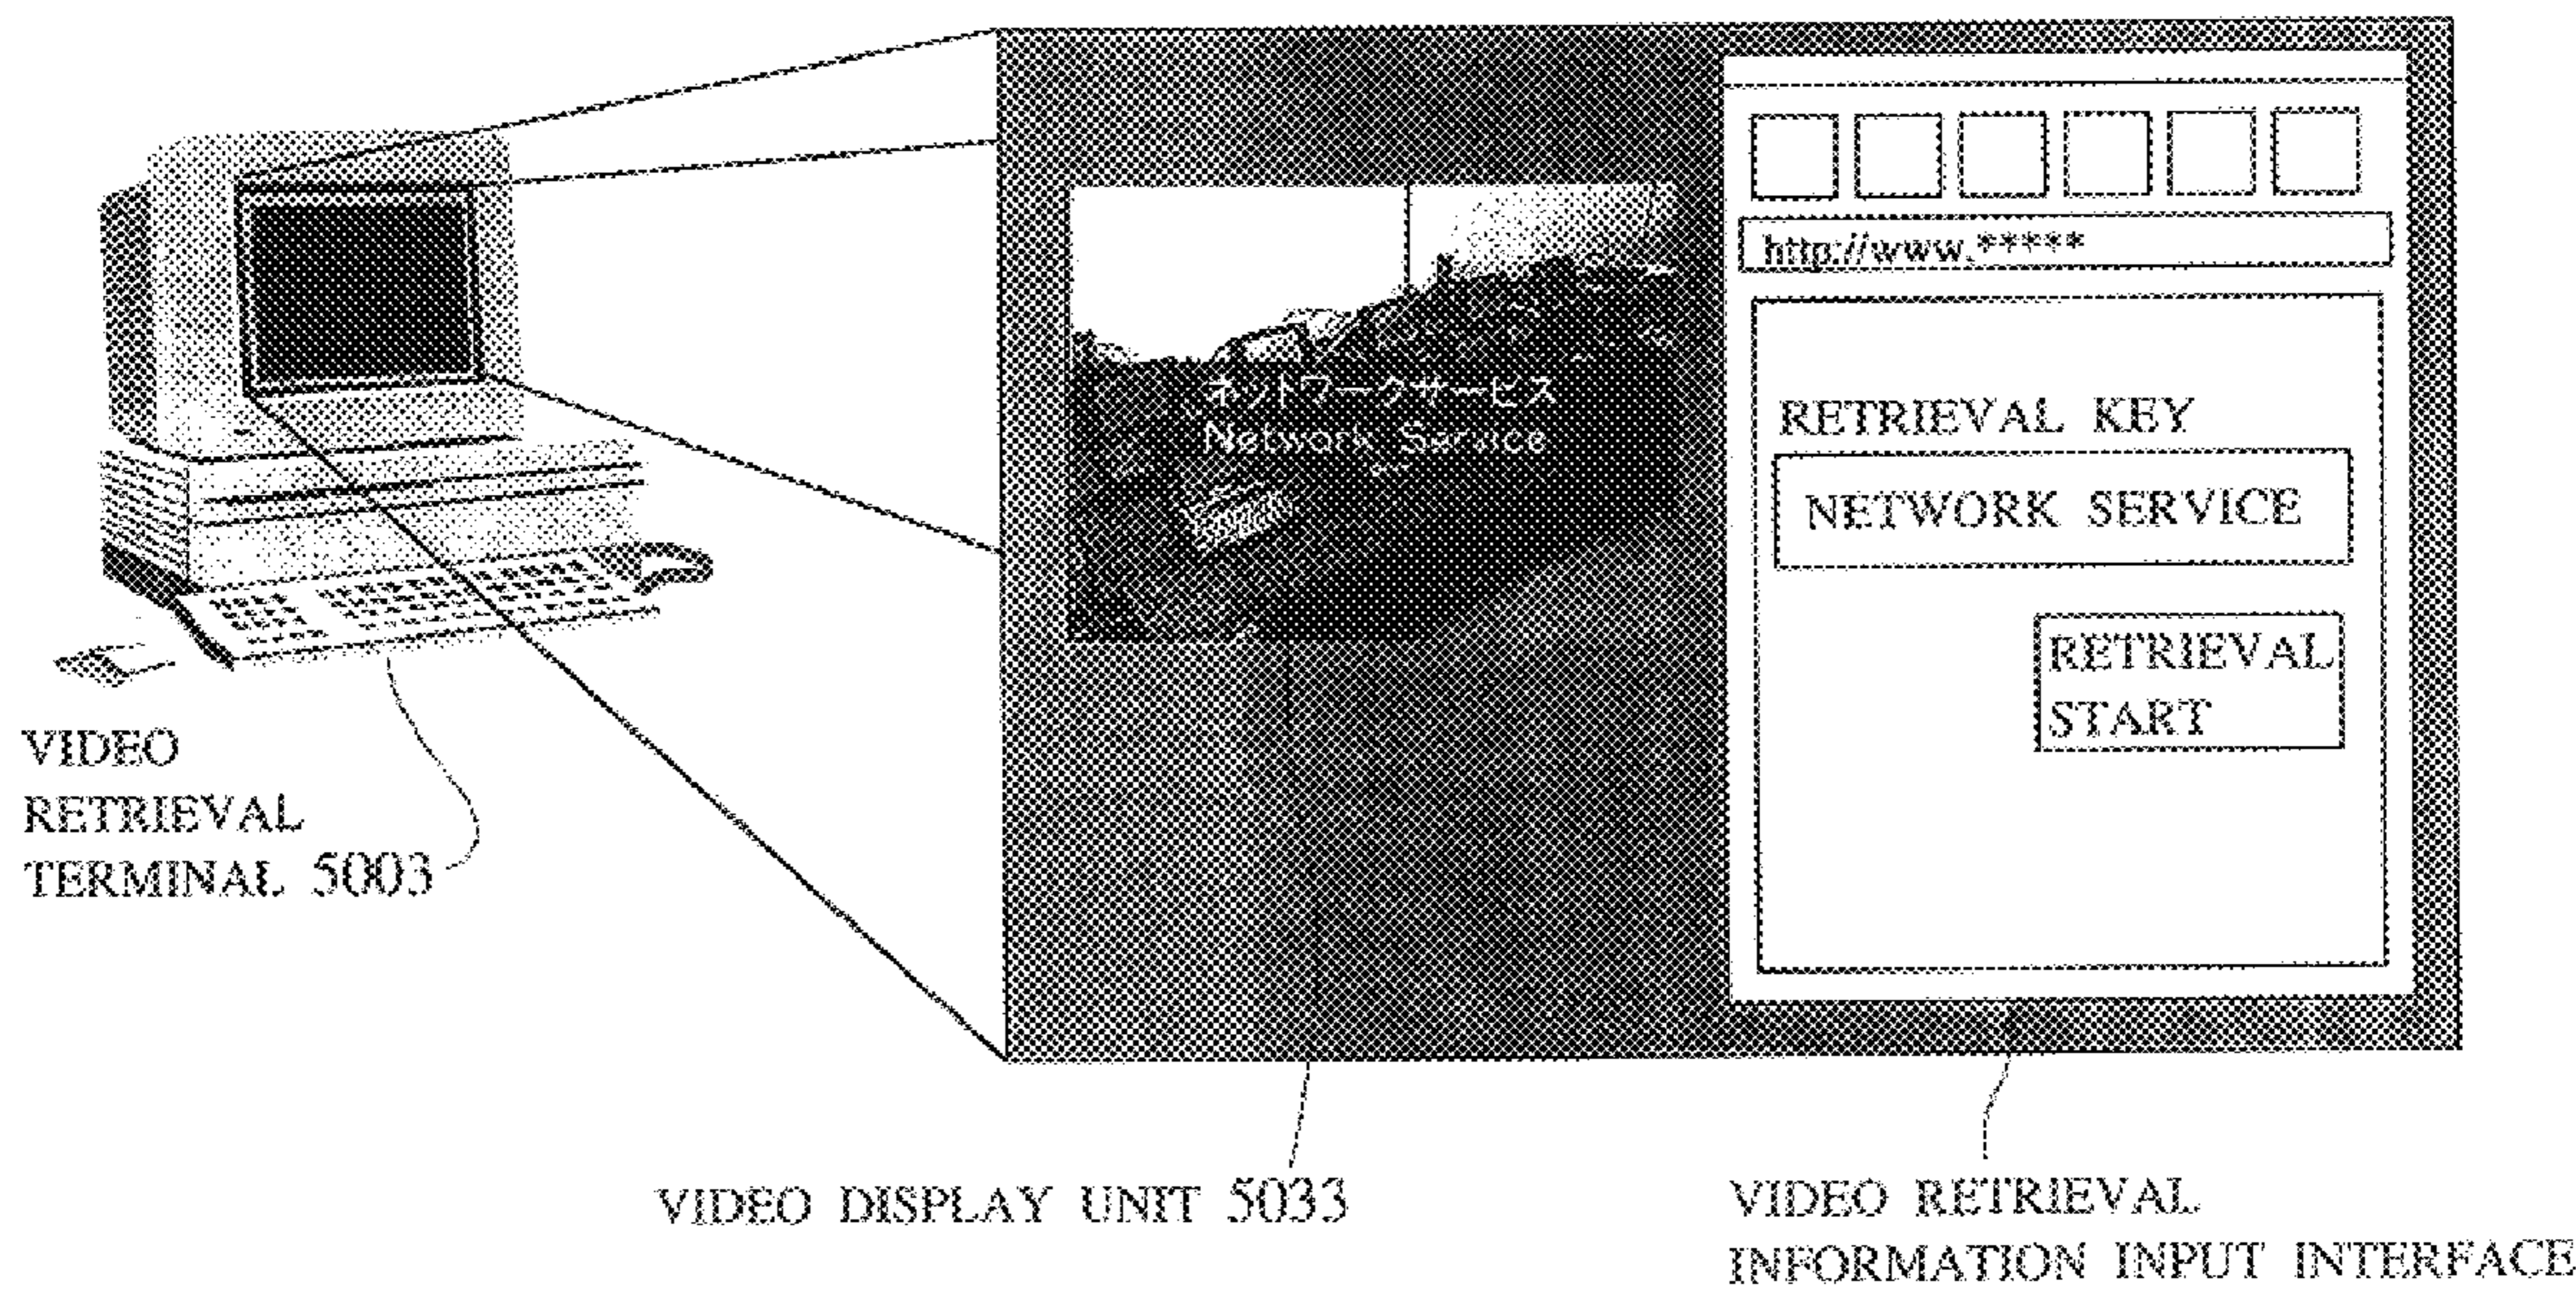 http://www.*****
ネットワークサービス
Network Service
RETRIEVAL KEY
NETWORK SERVICE
RETRIEVAL
START
VIDEO
RETRIEVAL
TERMINAL 5003
VIDEO DISPLAY UNIT 5033
VIDEO RETRIEVAL
INFORMATION INPUT INTERFACE